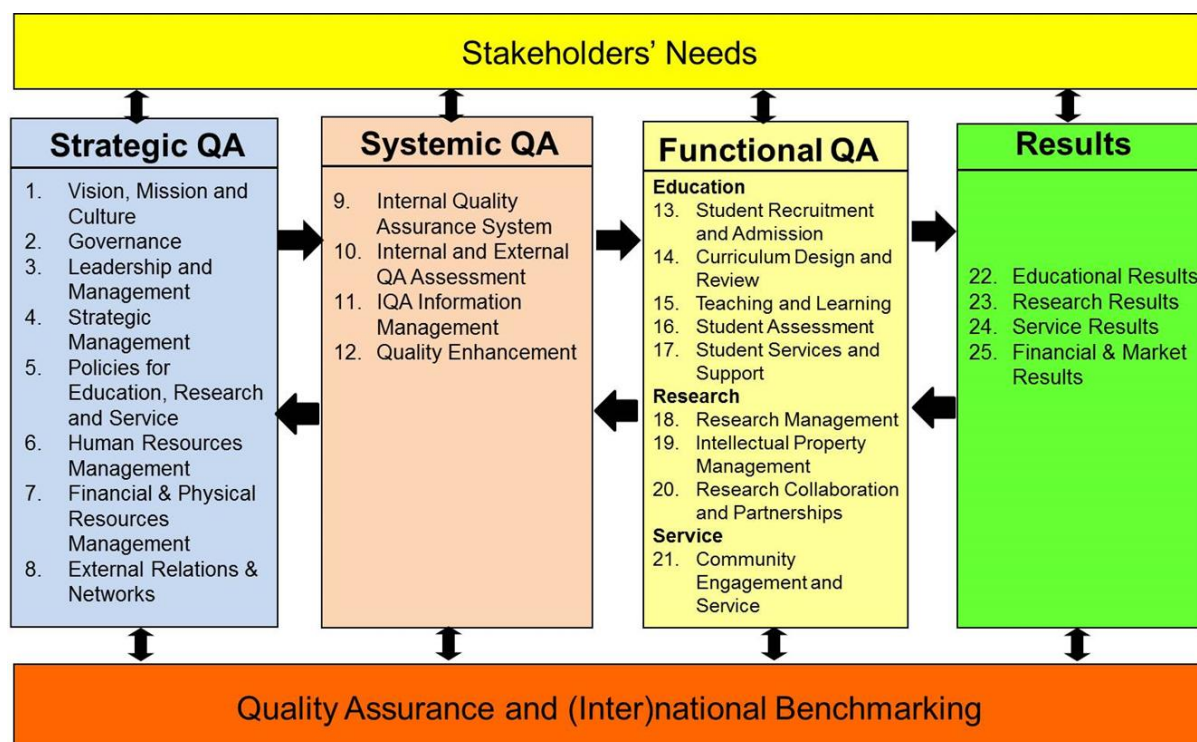 Stakeholders' Needs
Strategic QA
1. Vision, Mission and
Culture
2. Governance
3. Leadership and
Management
4. Strategic
Management
5. Policies for
Education, Research
and Service
6. Human Resources
Management
7. Financial & Physical
Resources
Management
8. External Relations &
Networks
Systemic QA
9. Internal Quality
Assurance System
10. Internal and External
QA Assessment
11. IQA Information
Management
12. Quality Enhancement
Functional QA
Education
13. Student Recruitment
and Admission
14. Curriculum Design and
Review
15. Teaching and Learning
16. Student Assessment
17. Student Services and
Support
Research
18. Research Management
19. Intellectual Property
Management
20. Research Collaboration
and Partnerships
Service
21. Community
Engagement and
Service
Results
22. Educational Results
23. Research Results
24. Service Results
25. Financial & Market
Results
Quality Assurance and (Inter)national Benchmarking